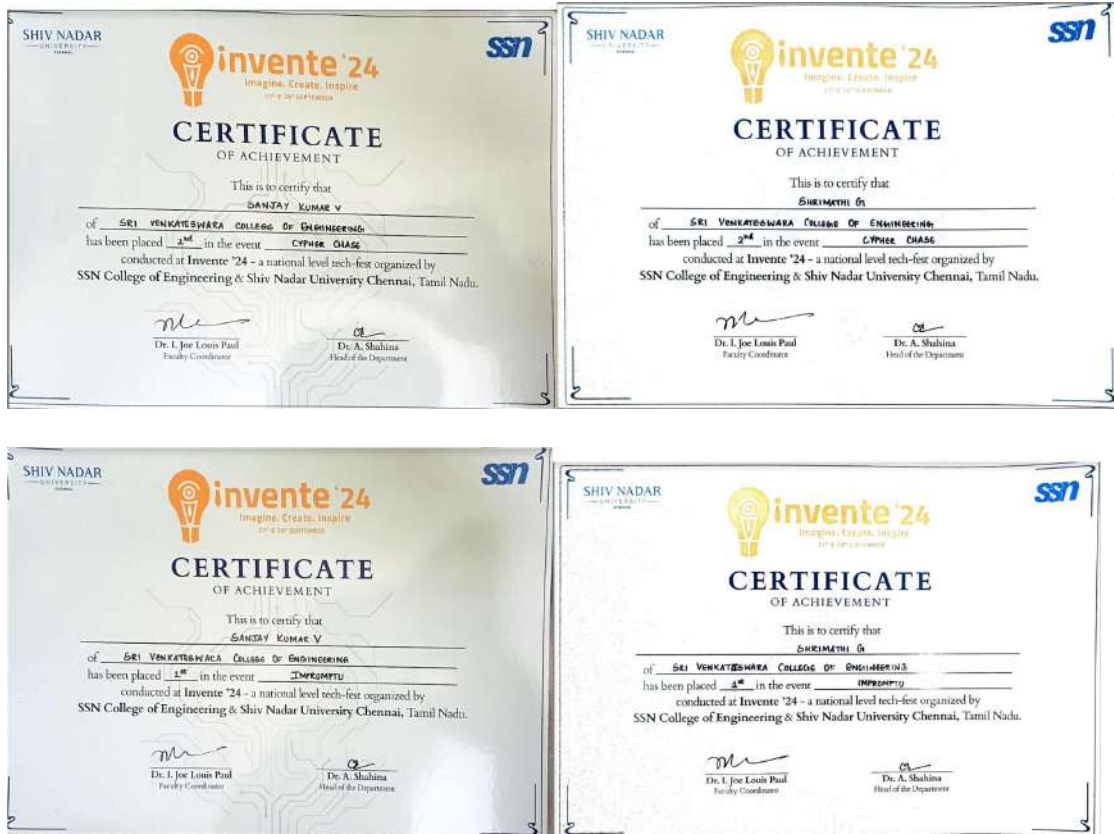 SHIV NADAR
UNIVERSITY
CHENNAI
invente '24
Imagine. Create. Inspire
ssn
CERTIFICATE
OF ACHIEVEMENT
This is to certify that
SANJAY KUMAR V
of SRI VENKATESWARA COLLEGE OF ENGINEERING
has been placed 2nd in the event CYPHER CHASE
conducted at Invente '24 - a national level tech-fest organized by
SSN College of Engineering & Shiv Nadar University Chennai, Tamil Nadu.
Dr. I. Joe Louis Paul
Faculty Coordinator
Dr. A. Shahina
Head of the Department
SHIV NADAR
UNIVERSITY
CHENNAI
invente '24
Imagine. Create. Inspire
ssn
CERTIFICATE
OF ACHIEVEMENT
This is to certify that
SHRIMATHI G
of SRI VENKATESWARA COLLEGE OF ENGINEERING
has been placed 2nd in the event CYPHER CHASE
conducted at Invente '24 - a national level tech-fest organized by
SSN College of Engineering & Shiv Nadar University Chennai, Tamil Nadu.
Dr. I. Joe Louis Paul
Faculty Coordinator
Dr. A. Shahina
Head of the Department
SHIV NADAR
UNIVERSITY
CHENNAI
invente '24
Imagine. Create. Inspire
ssn
CERTIFICATE
OF ACHIEVEMENT
This is to certify that
SANJAY KUMAR V
of SRI VENKATESWARA COLLEGE OF ENGINEERING
has been placed 1st in the event IMPROMPTU
conducted at Invente '24 - a national level tech-fest organized by
SSN College of Engineering & Shiv Nadar University Chennai, Tamil Nadu.
Dr. I. Joe Louis Paul
Faculty Coordinator
Dr. A. Shahina
Head of the Department
SHIV NADAR
UNIVERSITY
CHENNAI
invente '24
Imagine. Create. Inspire
ssn
CERTIFICATE
OF ACHIEVEMENT
This is to certify that
SHRIMATHI G
of SRI VENKATESWARA COLLEGE OF ENGINEERING
has been placed 1st in the event IMPROMPTU
conducted at Invente '24 - a national level tech-fest organized by
SSN College of Engineering & Shiv Nadar University Chennai, Tamil Nadu.
Dr. I. Joe Louis Paul
Faculty Coordinator
Dr. A. Shahina
Head of the Department